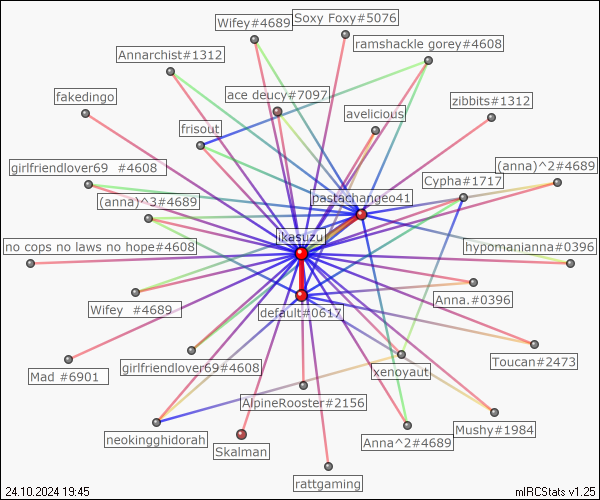 Soxy Foxy#5076
Wifey#4689
ramshackle gorey#4608
Annarchist#1312
fakedingo
ace deucy#7097
zibbits#1312
avelicious
frisout
girlfriendlover69 #4608
(anna)^2#4689
Cypha#1717
pastachangeo41
(anna)^3#4689
ikasuzu
no cops no laws no hope#4608
hypomanianna#0396
Wifey #4689
Anna.#0396
default#0617
Toucan#2473
girlfriendlover69#4608
xenoyaut
Mad #6901
AlpineRooster#2156
Mushy#1984
neokingghidorah
Anna^2#4689
Skalman
rattgaming
24.10.2024 19:45
mIRCStats v1.25